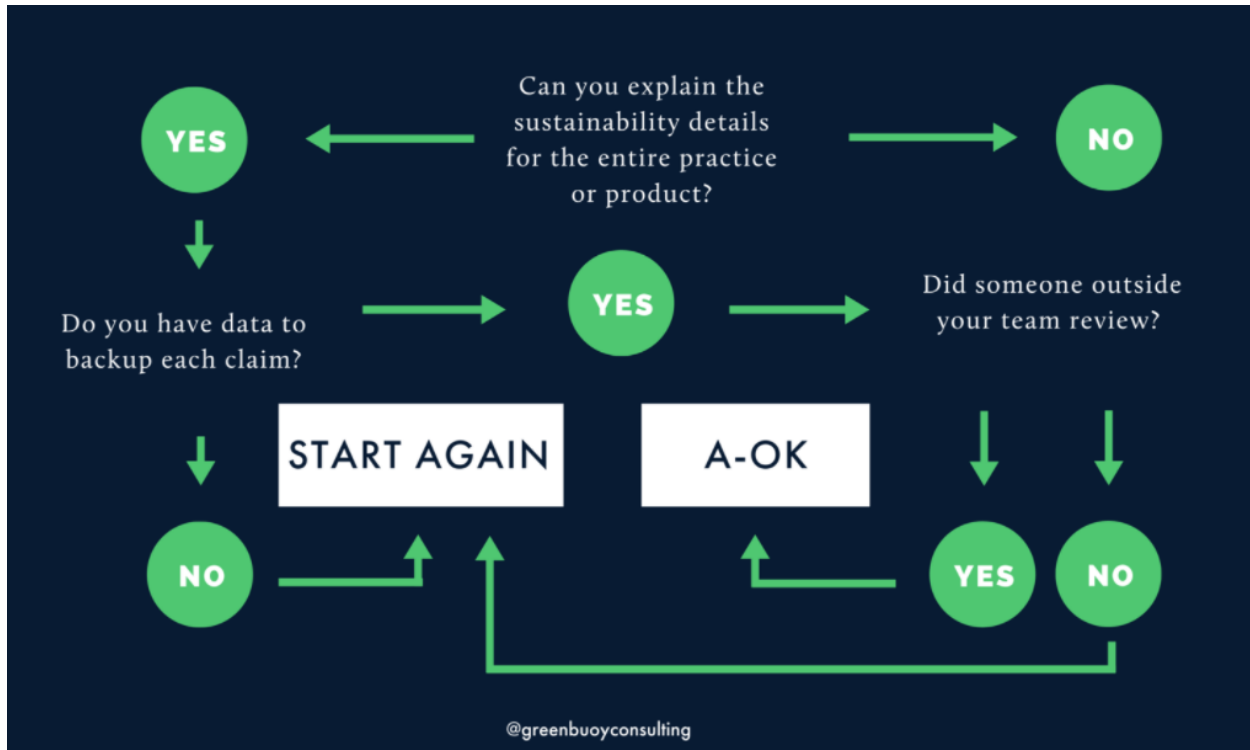 Can you explain the
sustainability details
for the entire practice
or product?
YES
NO
Do you have data to
backup each claim?
YES
Did someone outside
your team review?
START AGAIN
A-OK
NO
YES
NO
@greenbuoyconsulting